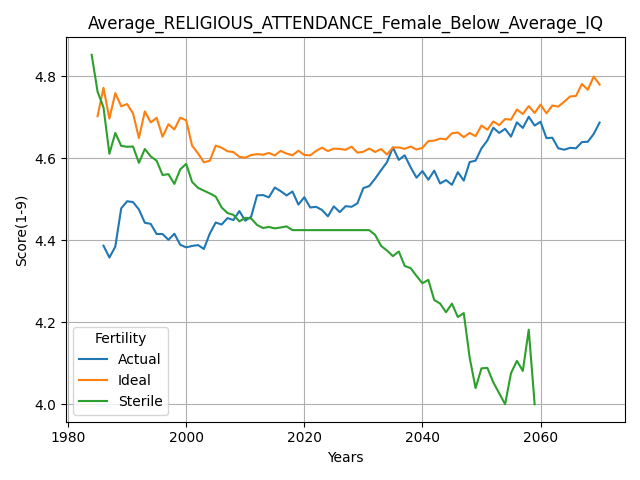 Average_RELIGIOUS_ATTENDANCE_Female_Below_Average_IQ
Score(1-9)
4.8
4.6
4.4
4.2
4.0
Fertility
Actual
Ideal
Sterile
1980
2000
2020
2040
2060
Years